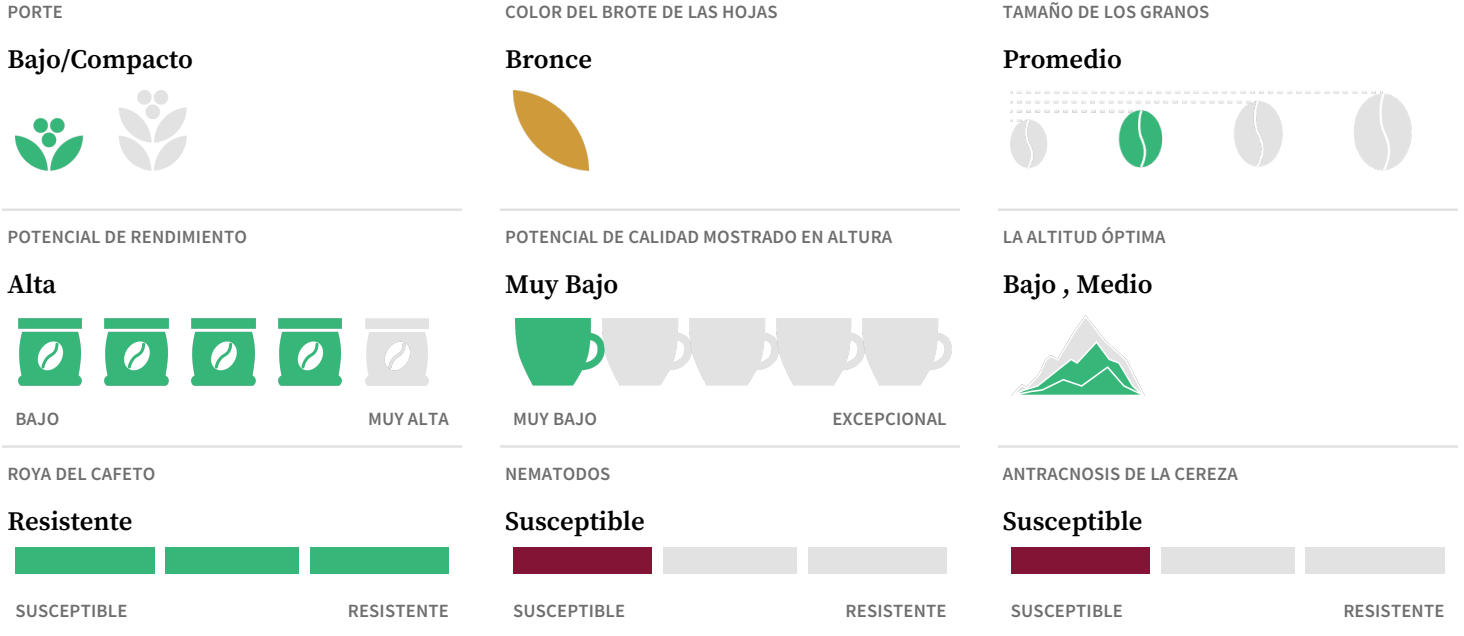 PORTE
Bajo/Compacto
COLOR DEL BROTE DE LAS HOJAS
Bronce
TAMAÑO DE LOS GRANOS
Promedio
POTENCIAL DE RENDIMIENTO
Alta
BAJO
MUY ALTA
POTENCIAL DE CALIDAD MOSTRADO EN ALTURA
Muy Bajo
MUY BAJO
EXCEPCIONAL
LA ALTITUD ÓPTIMA
Bajo , Medio
ROYA DEL CAFETO
Resistente
SUSCEPTIBLE
RESISTENTE
NEMATODOS
Susceptible
SUSCEPTIBLE
RESISTENTE
ANTRACNOSIS DE LA CEREZA
Susceptible
SUSCEPTIBLE
RESISTENTE